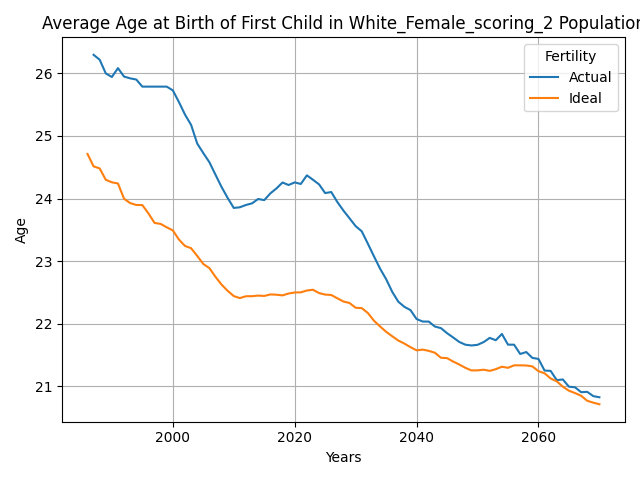 Average Age at Birth of First Child in White_Female_scoring_2 Population
Fertility
Actual
Ideal
26
25
24
23
22
21
Age
2000
2020
2040
2060
Years